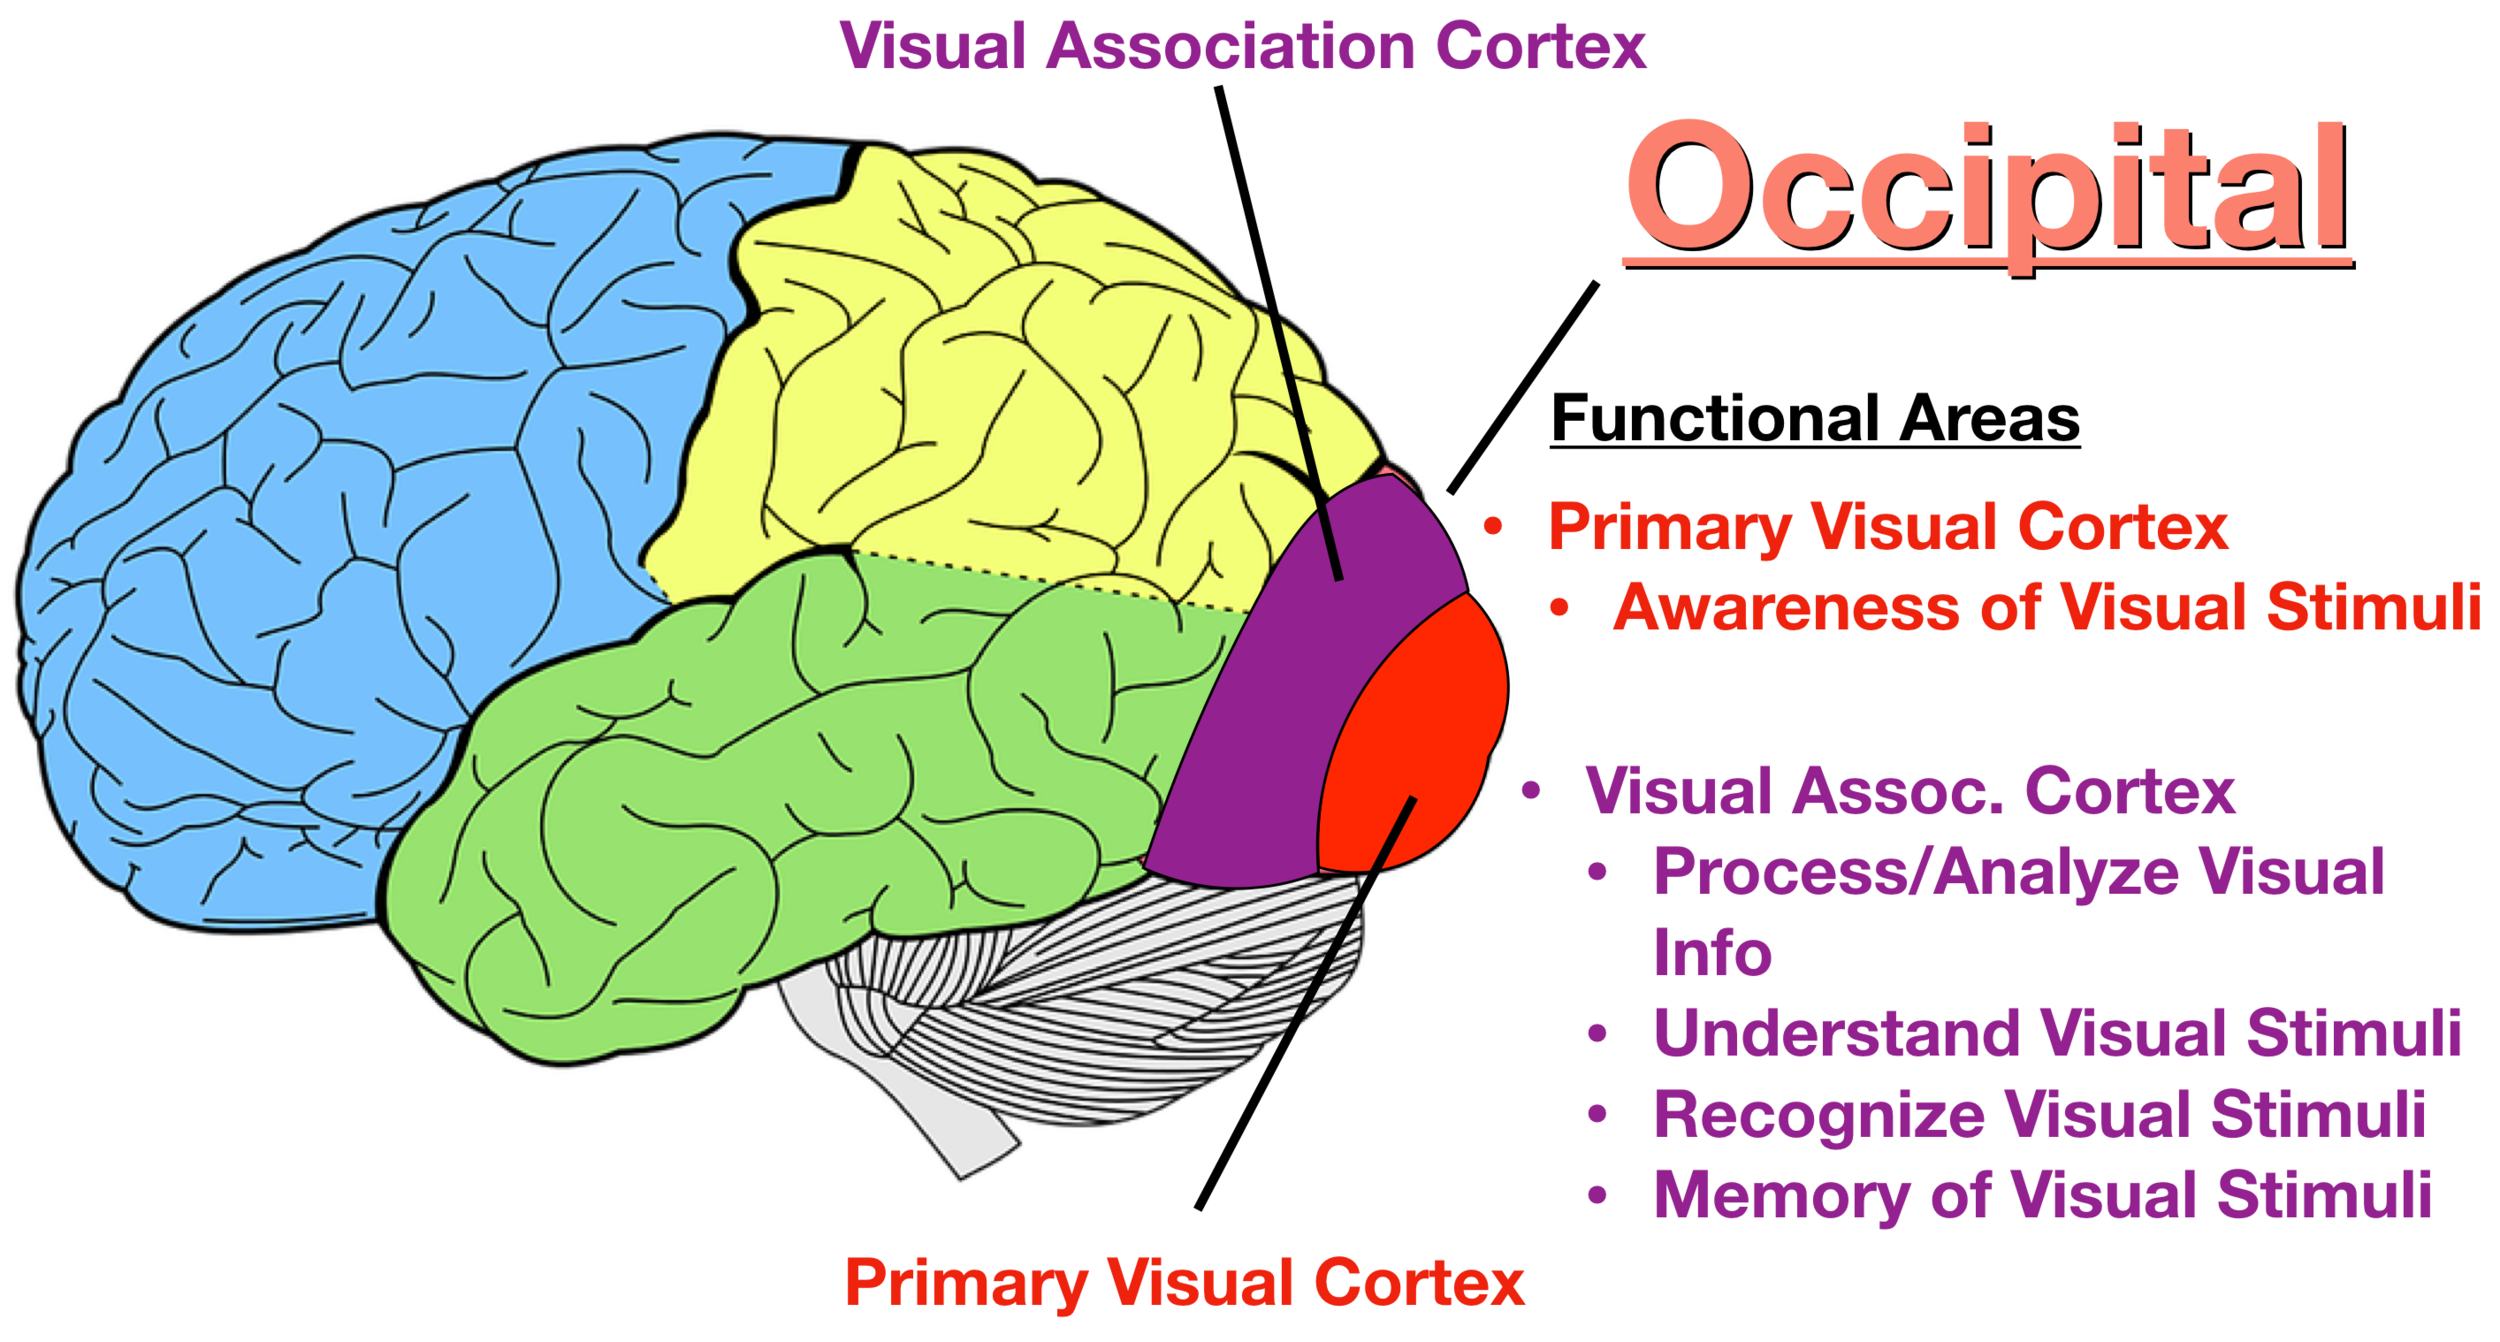 Visual Association Cortex
Occipital
Functional Areas
• Primary Visual Cortex
• Awareness of Visual Stimuli
• Visual Assoc. Cortex
• Process/Analyze Visual
Info
• Understand Visual Stimuli
• Recognize Visual Stimuli
• Memory of Visual Stimuli
Primary Visual Cortex